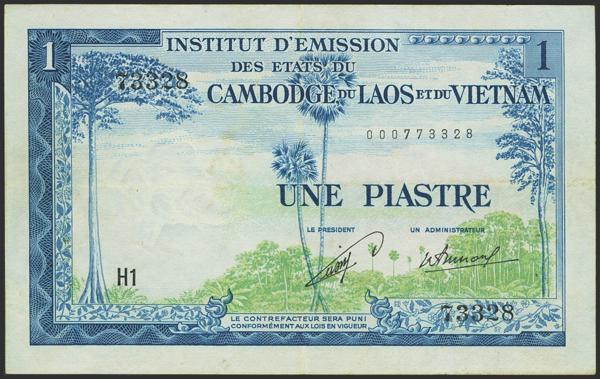 1 INSTITUT D'EMISSION 1
DES ETATS DU
73328
CAMBODGE DU LAOS ET DU VIETNAM
000773328
UNE PIASTRE
LE PRESIDENT UN ADMINISTRATEUR
H1
73328
LE CONTREFACTEUR SERA PUNI
CONFORMÉMENT AUX LOIS EN VIGUEUR